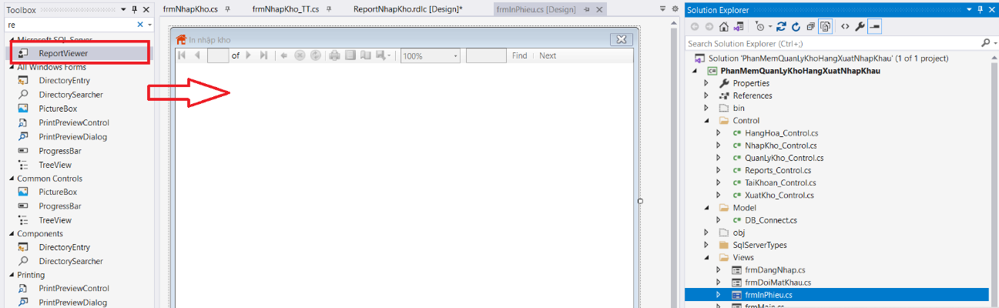 Toolbox
re
Microsoft SQL Server
ReportViewer
All Windows Forms
DirectoryEntry
DirectorySearcher
PictureBox
PrintPreviewControl
PrintPreviewDialog
ProgressBar
TreeView
Common Controls
PictureBox
ProgressBar
TreeView
Components
DirectoryEntry
DirectorySearcher
Printing
PrintPreviewControl
PrintPreviewDialog
frmNhapKho.cs frmNhapKho_TT.cs ReportNhapKho.rdlc [Design]* frmInPhieu.cs [Design]
In nhập kho
of 100% Find Next
Solution Explorer
Search Solution Explorer (Ctrl+;)
Solution 'PhanMemQuanLyKhoHangXuatNhapKhau' (1 of 1 project)
PhanMemQuanLyKhoHangXuatNhapKhau
Properties
References
bin
Control
HangHoa_Control.cs
NhapKho_Control.cs
QuanLyKho_Control.cs
Reports_Control.cs
TaiKhoan_Control.cs
XuatKho_Control.cs
Model
DB_Connect.cs
obj
SqlServerTypes
Views
frmDangNhap.cs
frmDoiMatKhau.cs
frmInPhieu.cs
frmMain.cs